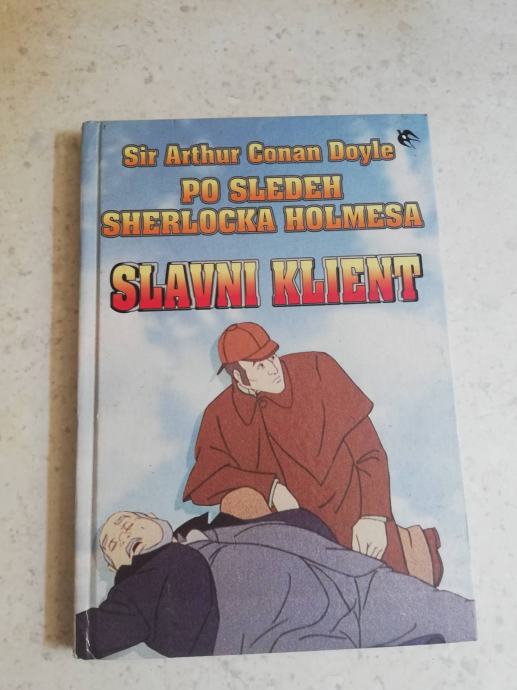 Sir Arthur Conan Doyle
PO SLEDEH
SHERLOCKA HOLMESA
SLAVNI KLIENT